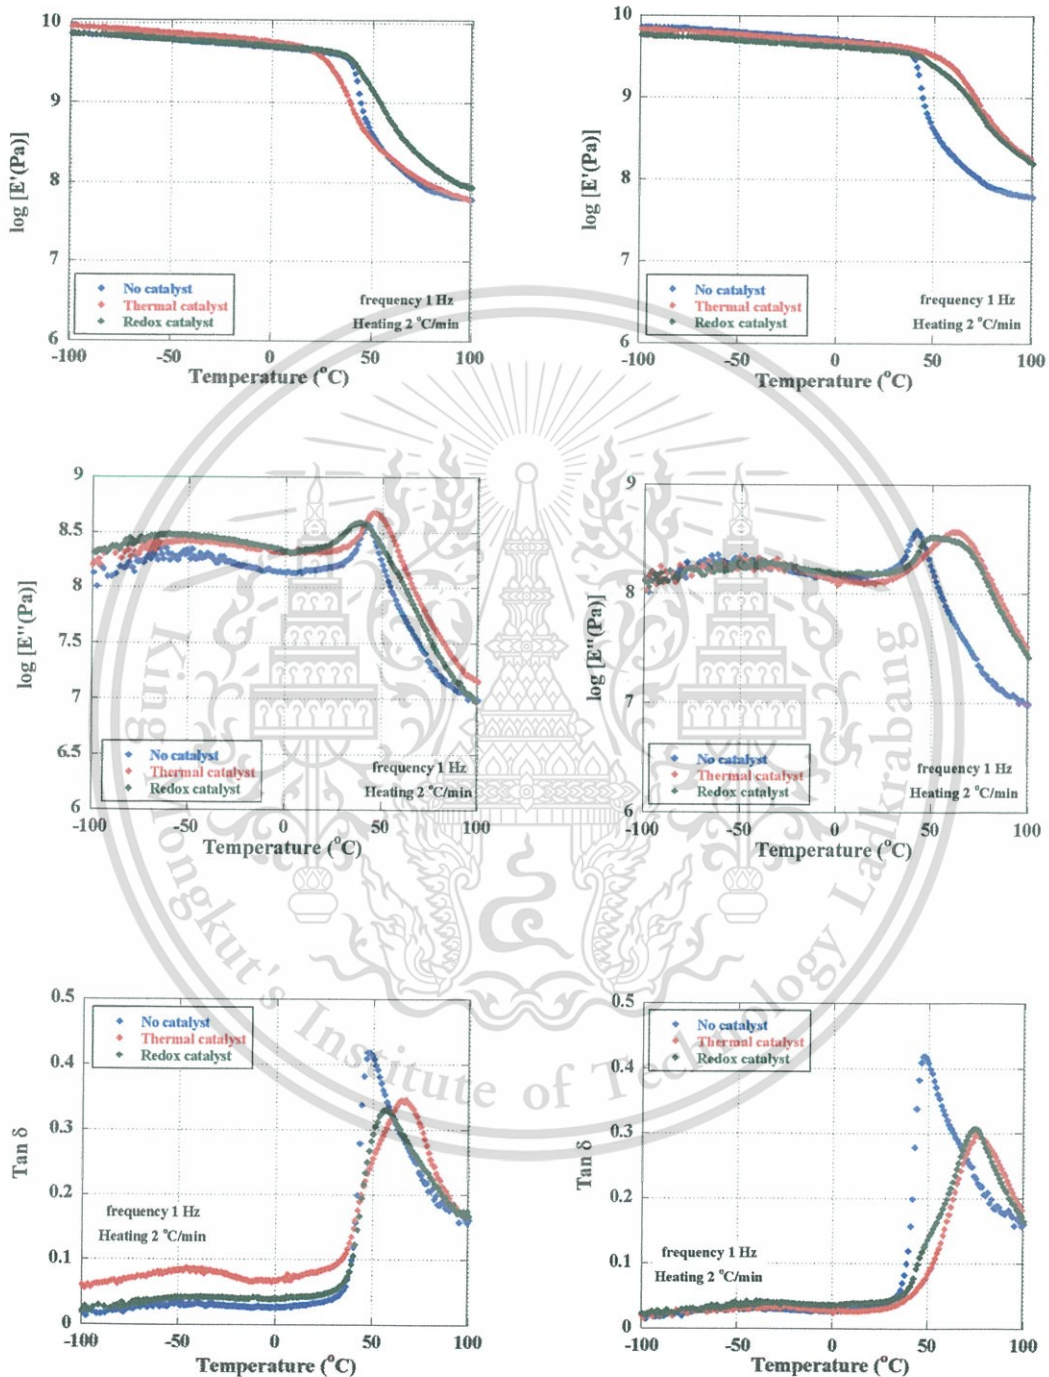 10
9
8
7
6
log [E'(Pa)]
No catalyst
Thermal catalyst
Redox catalyst
frequency 1 Hz
Heating 2 °C/min
-100 -50 0 50 100
Temperature (°C)
10
9
8
7
6
log [E'(Pa)]
No catalyst
Thermal catalyst
Redox catalyst
frequency 1 Hz
Heating 2 °C/min
-100 -50 0 50 100
Temperature (°C)
9
8.5
8
7.5
7
6.5
6
log [E"(Pa)]
No catalyst
Thermal catalyst
Redox catalyst
frequency 1 Hz
Heating 2 °C/min
-100 -50 0 50 100
Temperature (°C)
9
8
7
6
log [E"(Pa)]
No catalyst
Thermal catalyst
Redox catalyst
frequency 1 Hz
Heating 2 °C/min
-100 -50 0 50 100
Temperature (°C)
King Mongkut's Institute of Technology Ladkrabang
0.5
0.4
0.3
0.2
0.1
0
Tan δ
No catalyst
Thermal catalyst
Redox catalyst
frequency 1 Hz
Heating 2 °C/min
-100 -50 0 50 100
Temperature (°C)
0.5
0.4
0.3
0.2
0.1
0
Tan δ
No catalyst
Thermal catalyst
Redox catalyst
frequency 1 Hz
Heating 2 °C/min
-100 -50 0 50 100
Temperature (°C)